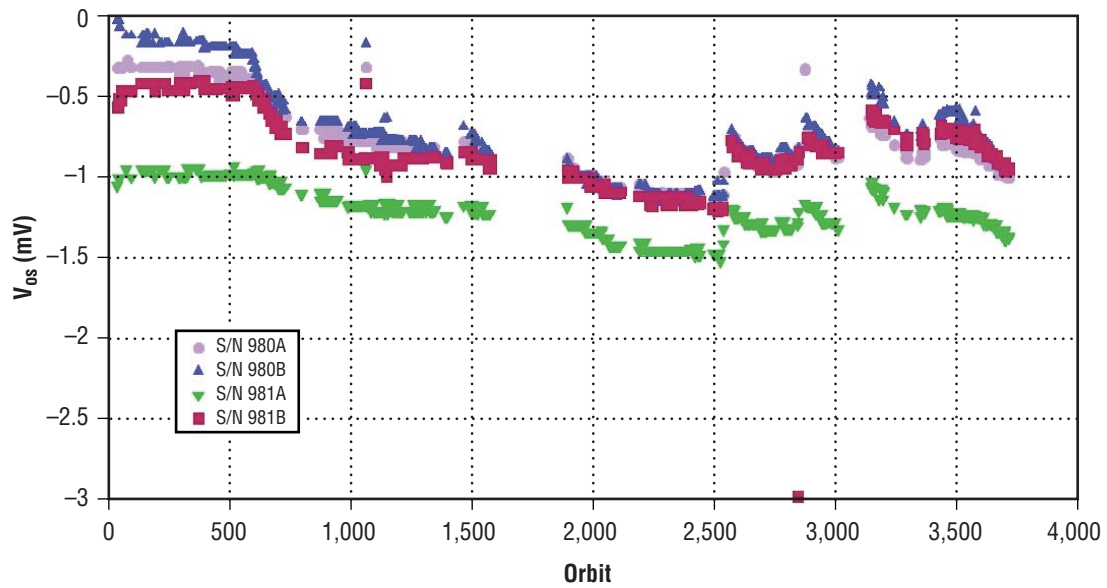 0
–0.5
–1
–1.5
–2
–2.5
–3
V₀ₛ (mV)
S/N 980A
S/N 980B
S/N 981A
S/N 981B
0
500
1,000
1,500
2,000
2,500
3,000
3,500
4,000
Orbit